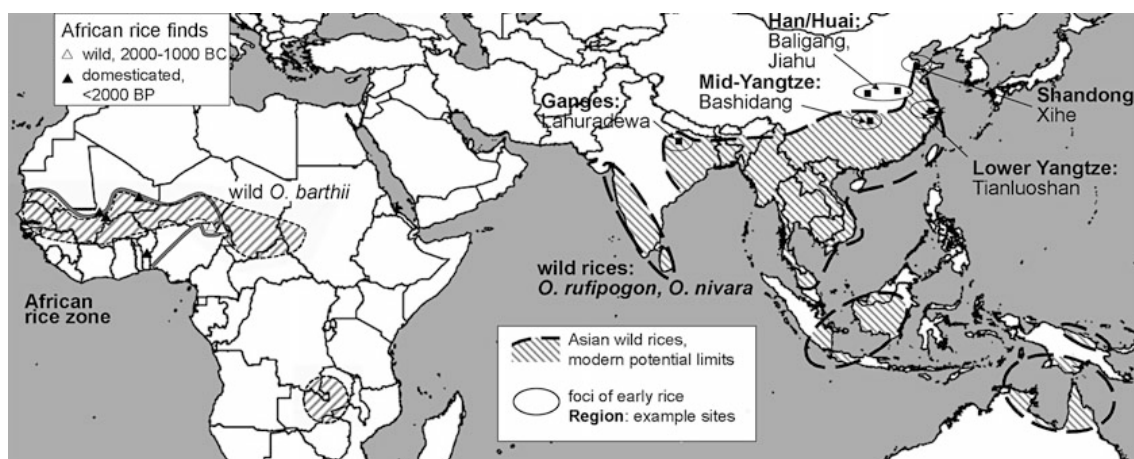 African rice finds
△ wild, 2000-1000 BC
▲ domesticated,
<2000 BP
Han/Huai:
Baligang,
Jiahu
Mid-Yangtze:
Bashidang
Ganges:
Lahuradewa
Shandong
Xihe
Lower Yangtze:
Tianluoshan
wild O. barthii
wild rices:
O. rufipogon, O. nivara
African
rice zone
Asian wild rices,
modern potential limits
foci of early rice
Region: example sites